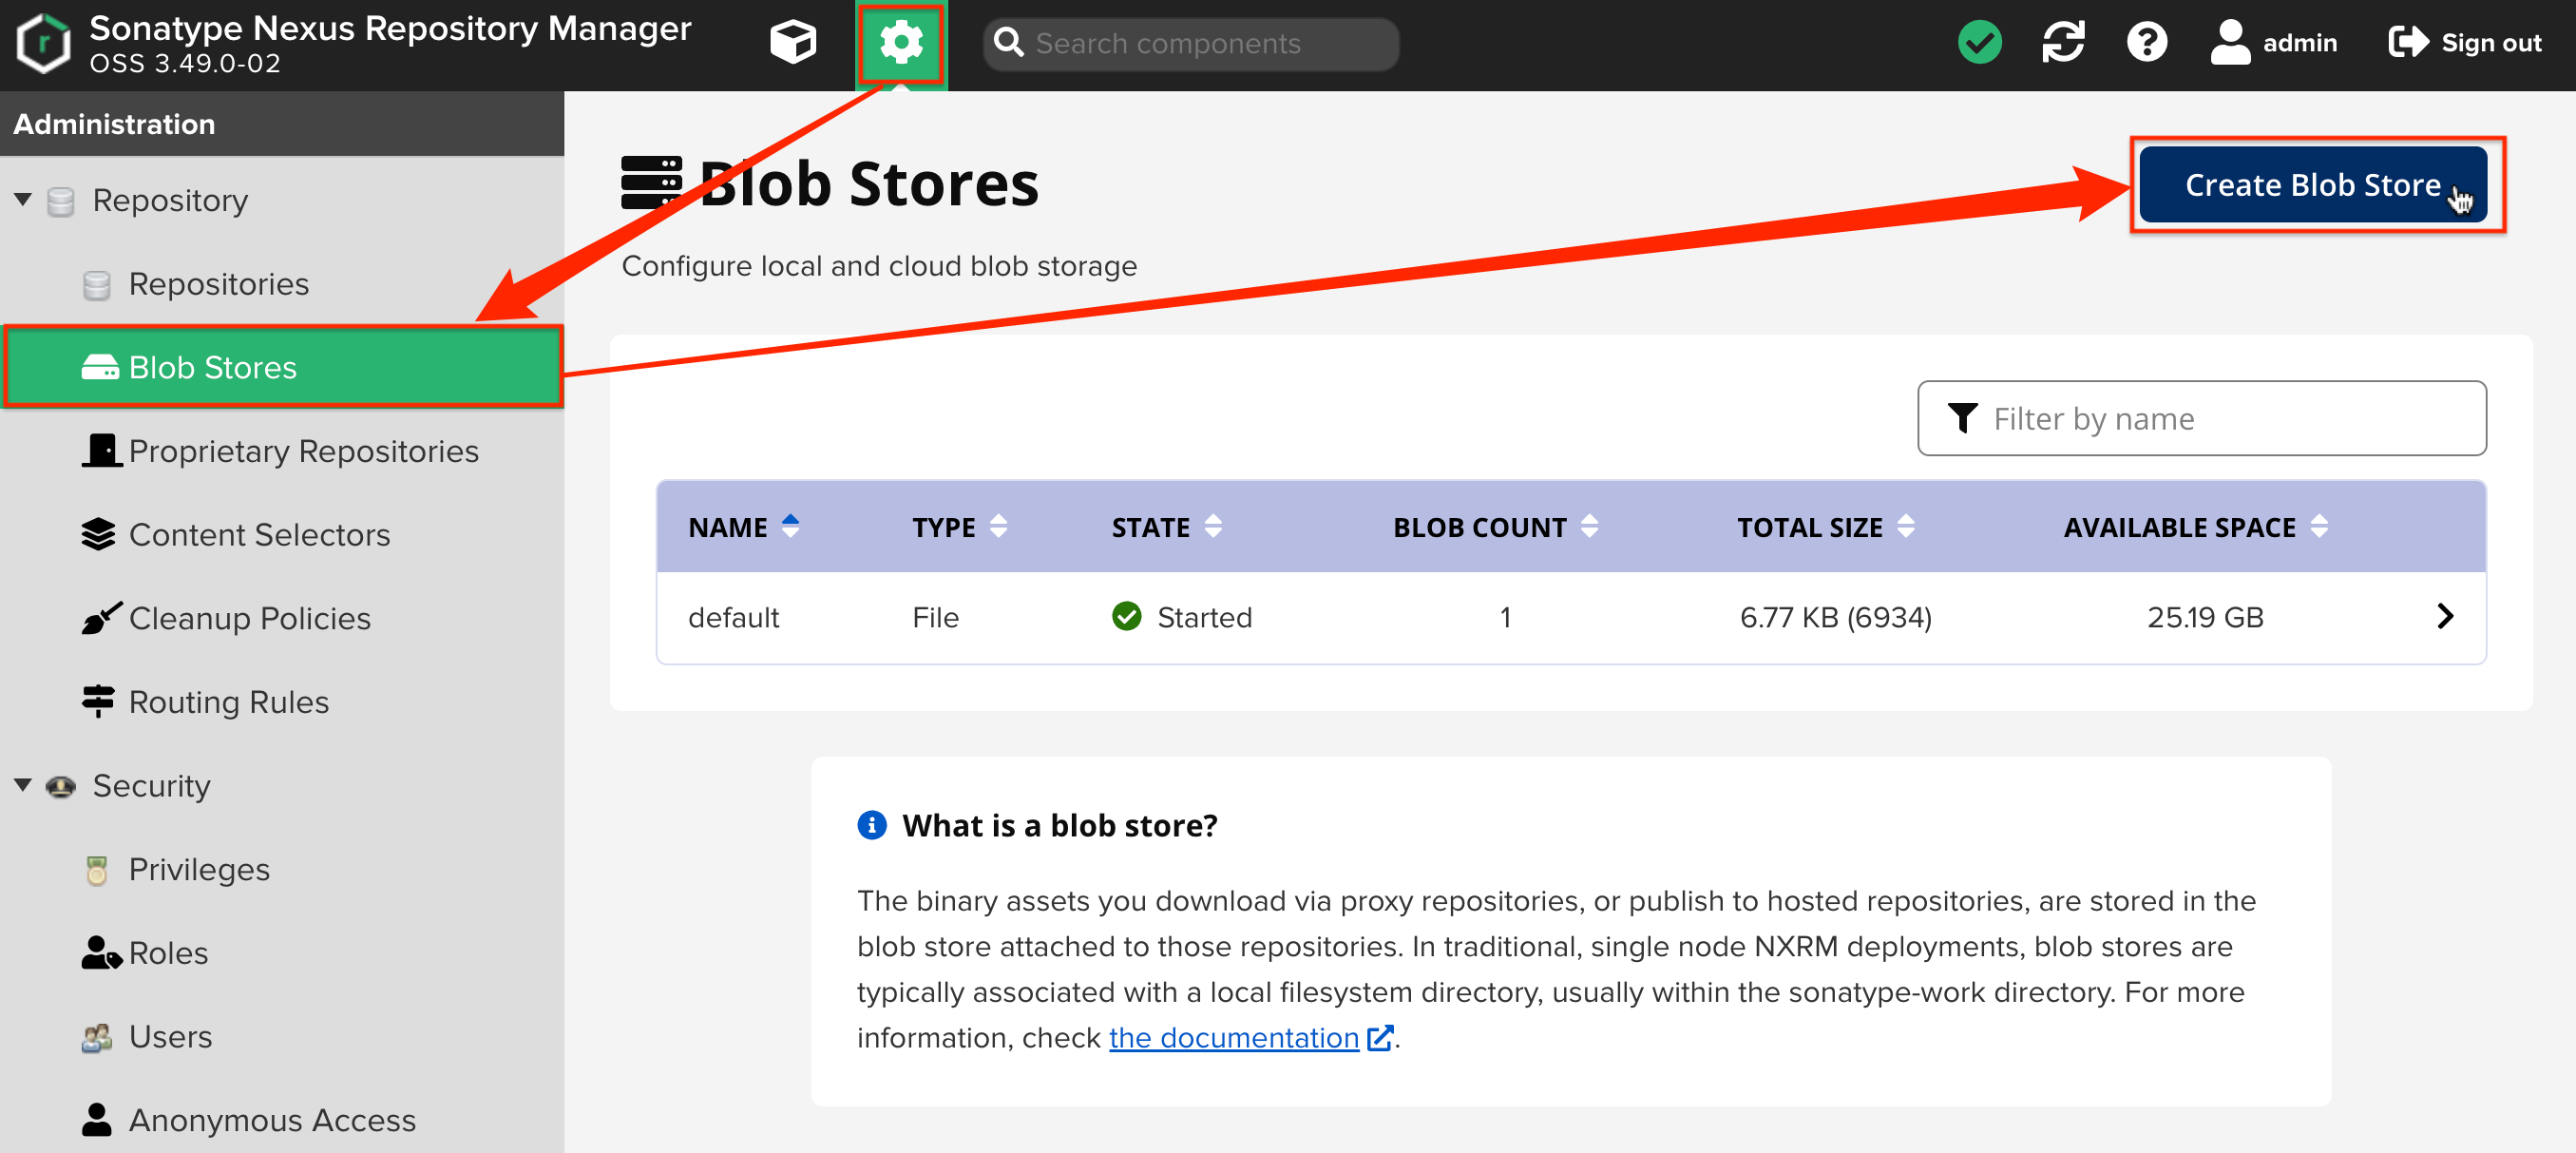 Sonatype Nexus Repository Manager
OSS 3.49.0-02
Search components
admin
Sign out
Administration
Repository
Repositories
Blob Stores
Proprietary Repositories
Content Selectors
Cleanup Policies
Routing Rules
Security
Privileges
Roles
Users
Anonymous Access
Blob Stores
Create Blob Store
Configure local and cloud blob storage
Filter by name
NAME TYPE STATE BLOB COUNT TOTAL SIZE AVAILABLE SPACE
default File Started 1 6.77 KB (6934) 25.19 GB
What is a blob store?
The binary assets you download via proxy repositories, or publish to hosted repositories, are stored in the
blob store attached to those repositories. In traditional, single node NXRM deployments, blob stores are
typically associated with a local filesystem directory, usually within the sonatype-work directory. For more
information, check the documentation.